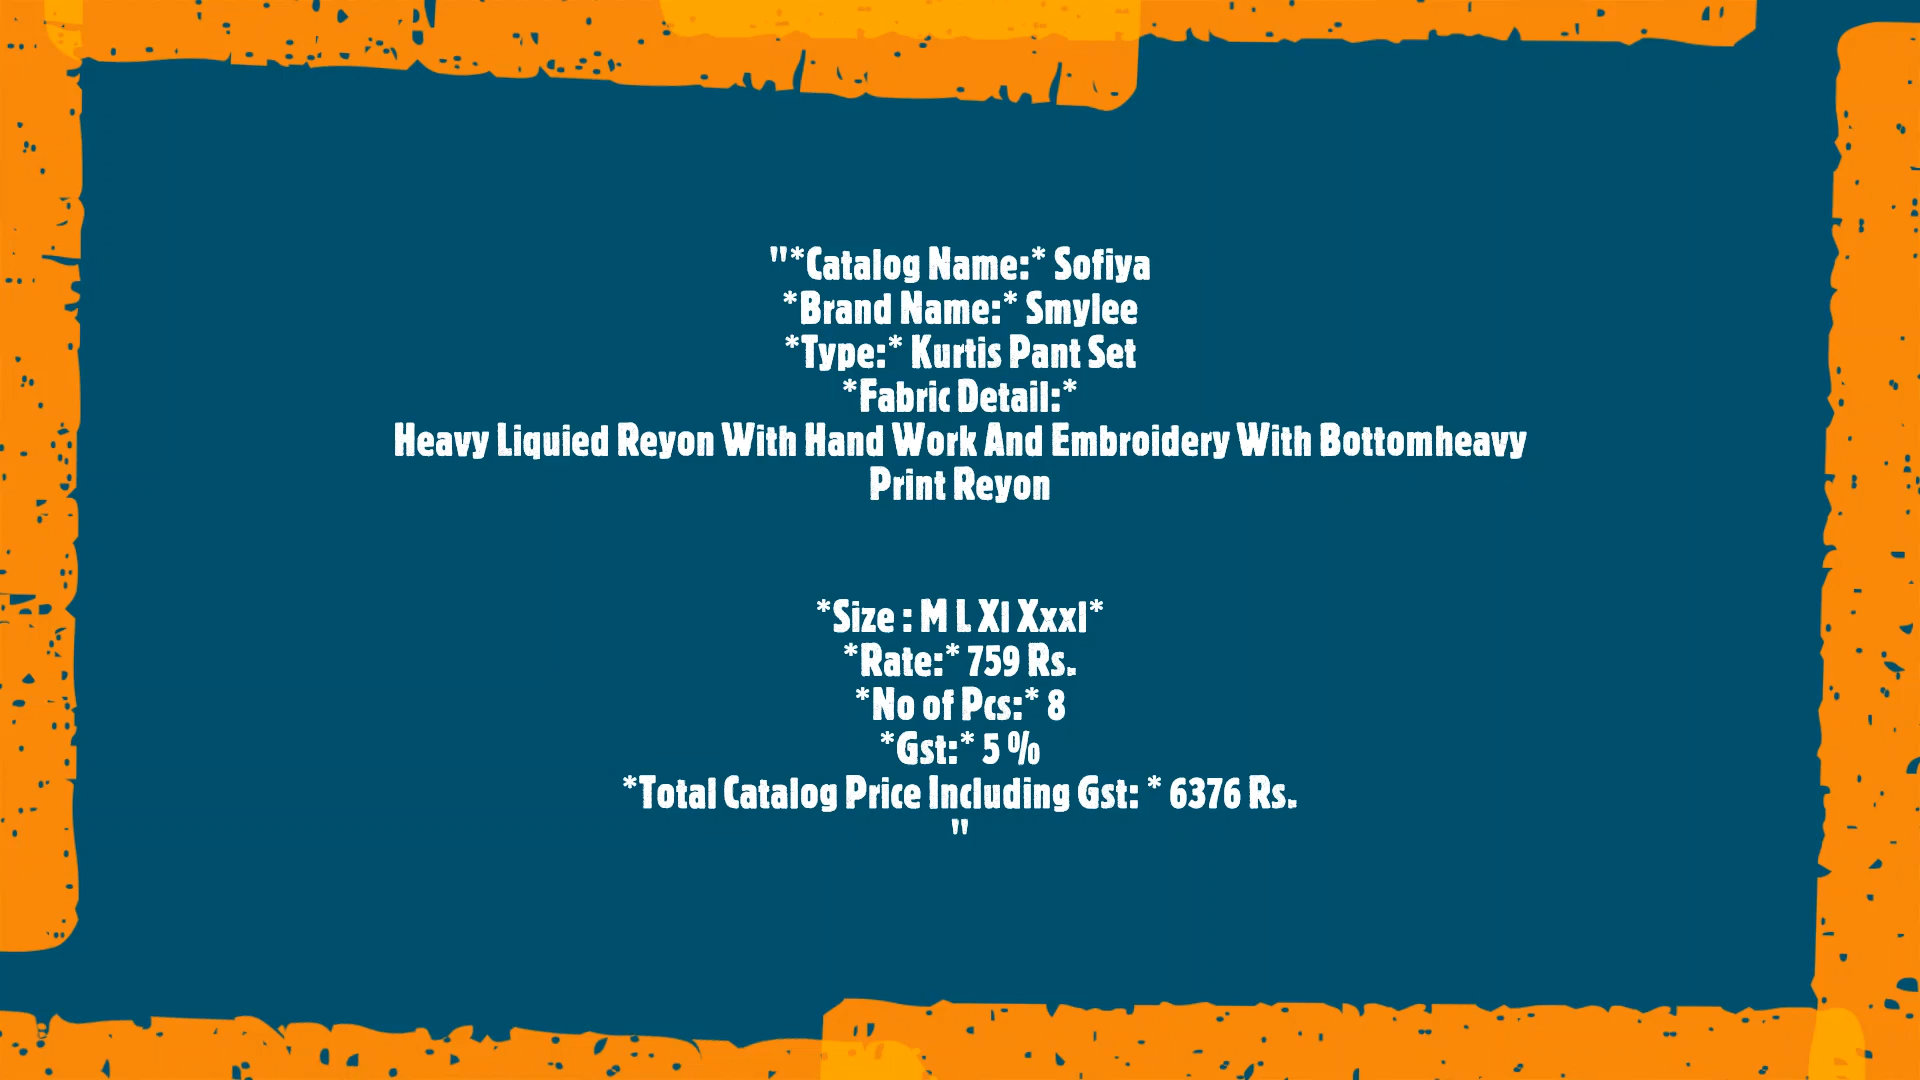 "*Catalog Name:* Sofiya
*Brand Name:* Smylee
*Type:* Kurtis Pant Set
*Fabric Detail:*
Heavy Liquied Reyon With Hand Work And Embroidery With Bottomheavy
Print Reyon
*Size : M L Xl Xxxl*
*Rate:* 759 Rs.
*No of Pcs:* 8
*Gst:* 5 %
*Total Catalog Price Including Gst: * 6376 Rs.
"